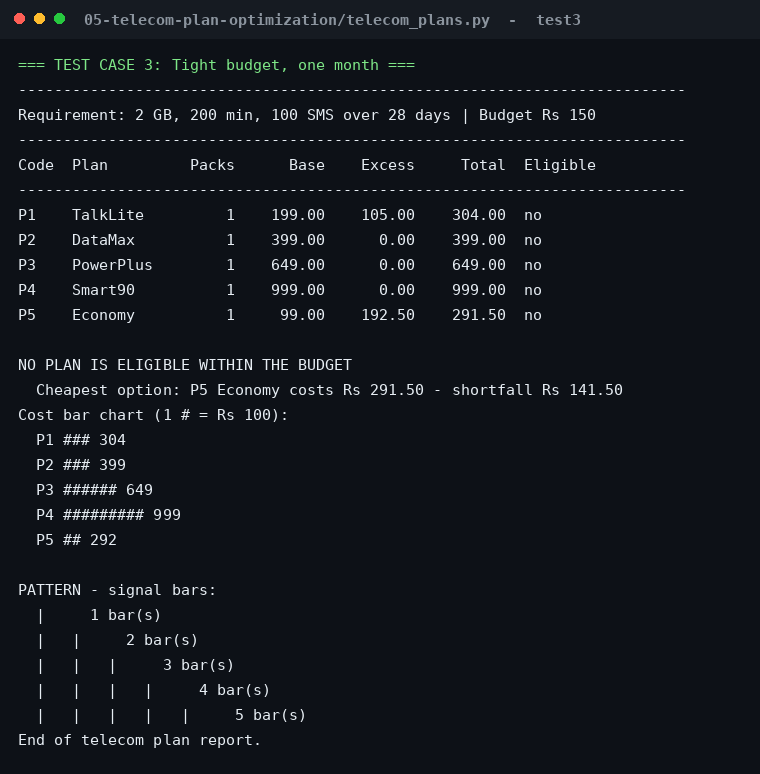 05-telecom-plan-optimization/telecom_plans.py  -  test3
=== TEST CASE 3: Tight budget, one month ===
--------------------------------------------------------------------------
Requirement: 2 GB, 200 min, 100 SMS over 28 days | Budget Rs 150
--------------------------------------------------------------------------
Code  Plan         Packs      Base    Excess     Total  Eligible
--------------------------------------------------------------------------
P1    TalkLite         1    199.00    105.00    304.00  no
P2    DataMax          1    399.00      0.00    399.00  no
P3    PowerPlus        1    649.00      0.00    649.00  no
P4    Smart90          1    999.00      0.00    999.00  no
P5    Economy          1     99.00    192.50    291.50  no

NO PLAN IS ELIGIBLE WITHIN THE BUDGET
  Cheapest option: P5 Economy costs Rs 291.50 - shortfall Rs 141.50
Cost bar chart (1 # = Rs 100):
  P1 ### 304
  P2 ### 399
  P3 ###### 649
  P4 ######### 999
  P5 ## 292

PATTERN - signal bars:
  |     1 bar(s)
  |   |     2 bar(s)
  |   |   |     3 bar(s)
  |   |   |   |     4 bar(s)
  |   |   |   |   |     5 bar(s)
End of telecom plan report.